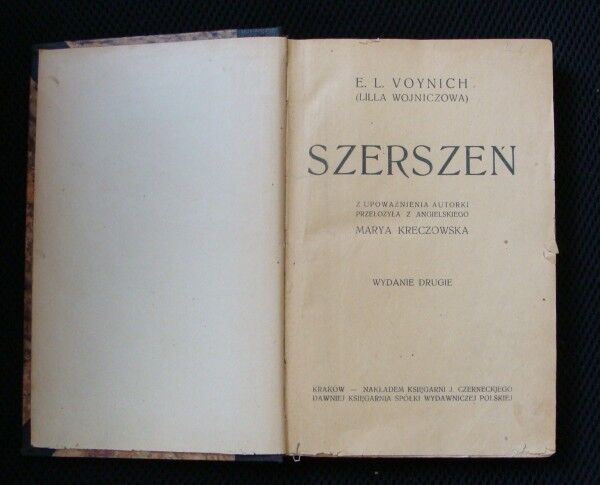 E. L. VOYNICH
(LILLA WOJNICZOWA)
SZERSZEN
Z UPOWAŻNIENIA AUTORKI
PRZEŁOŻYŁA Z ANGIELSKIEGO
MARYA KRECZOWSKA
WYDANIE DRUGIE
KRAKÓW — NAKŁADEM KSIĘGARNI J. CZERNECKIEGO
DAWNIEJ KSIĘGARNIA SPÓŁKI WYDAWNICZEJ POLSKIEJ